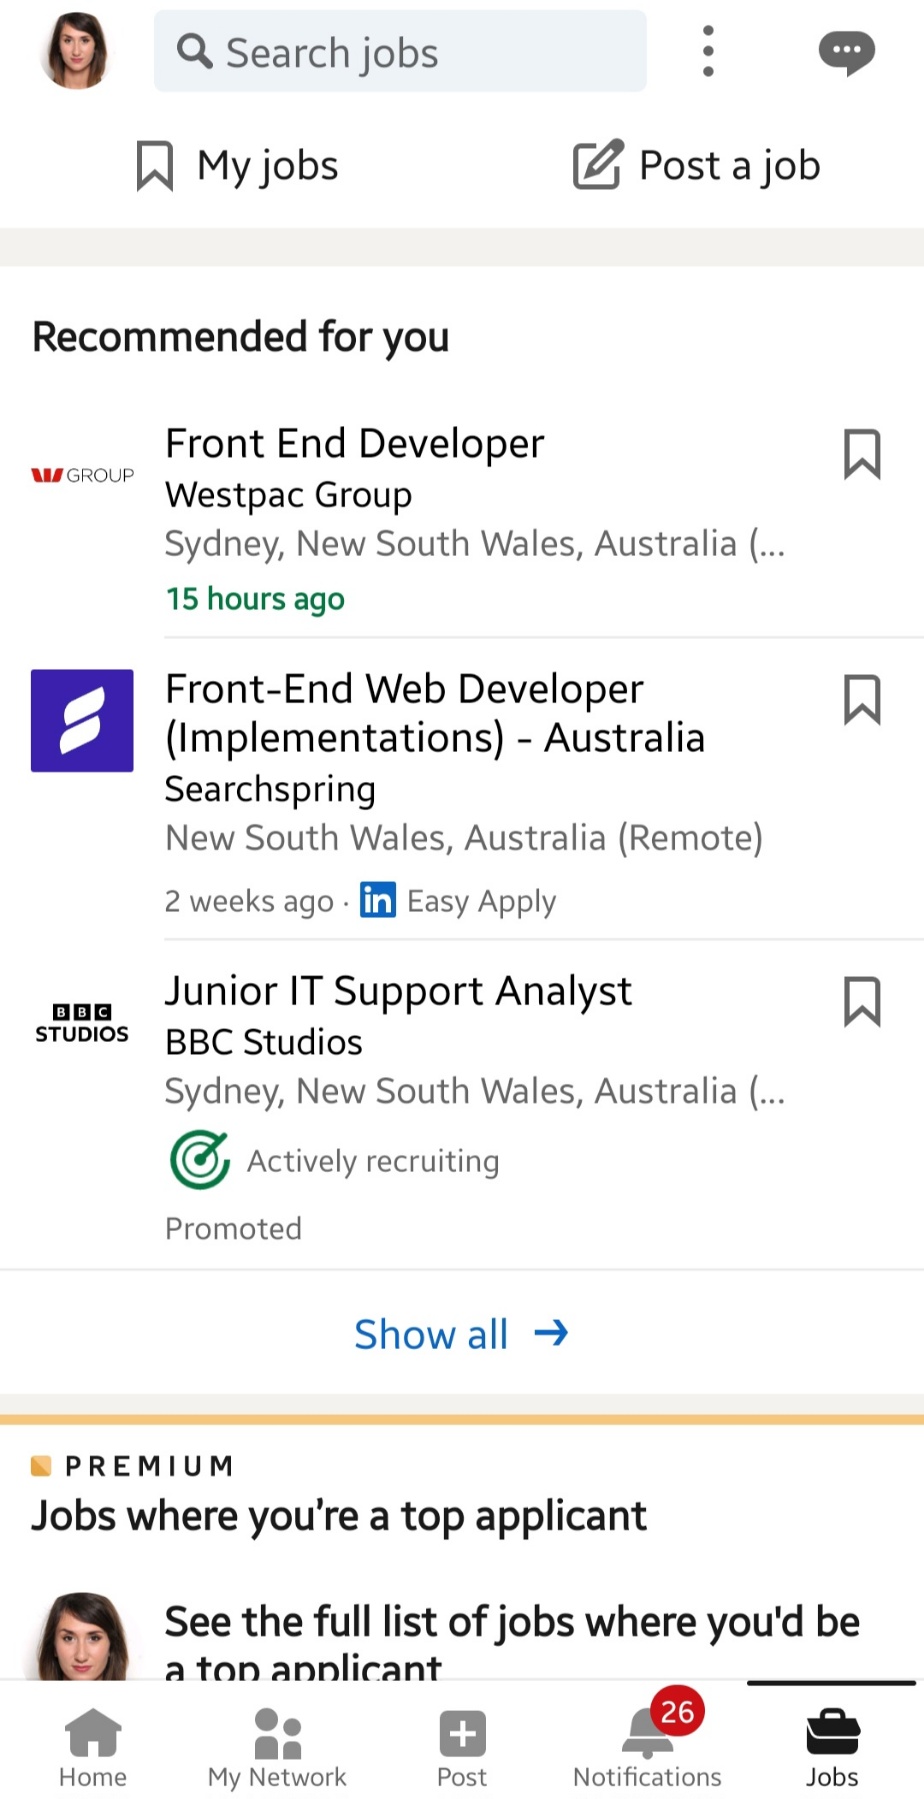 Search jobs
My jobs
Post a job
Recommended for you
GROUP
Front End Developer
Westpac Group
Sydney, New South Wales, Australia (...
15 hours ago
Front-End Web Developer
(Implementations) - Australia
Searchspring
New South Wales, Australia (Remote)
2 weeks ago · in Easy Apply
BBC
STUDIOS
Junior IT Support Analyst
BBC Studios
Sydney, New South Wales, Australia (...
Actively recruiting
Promoted
Show all →
PREMIUM
Jobs where you're a top applicant
See the full list of jobs where you'd be
a top applicant
26
Home
My Network
Post
Notifications
Jobs